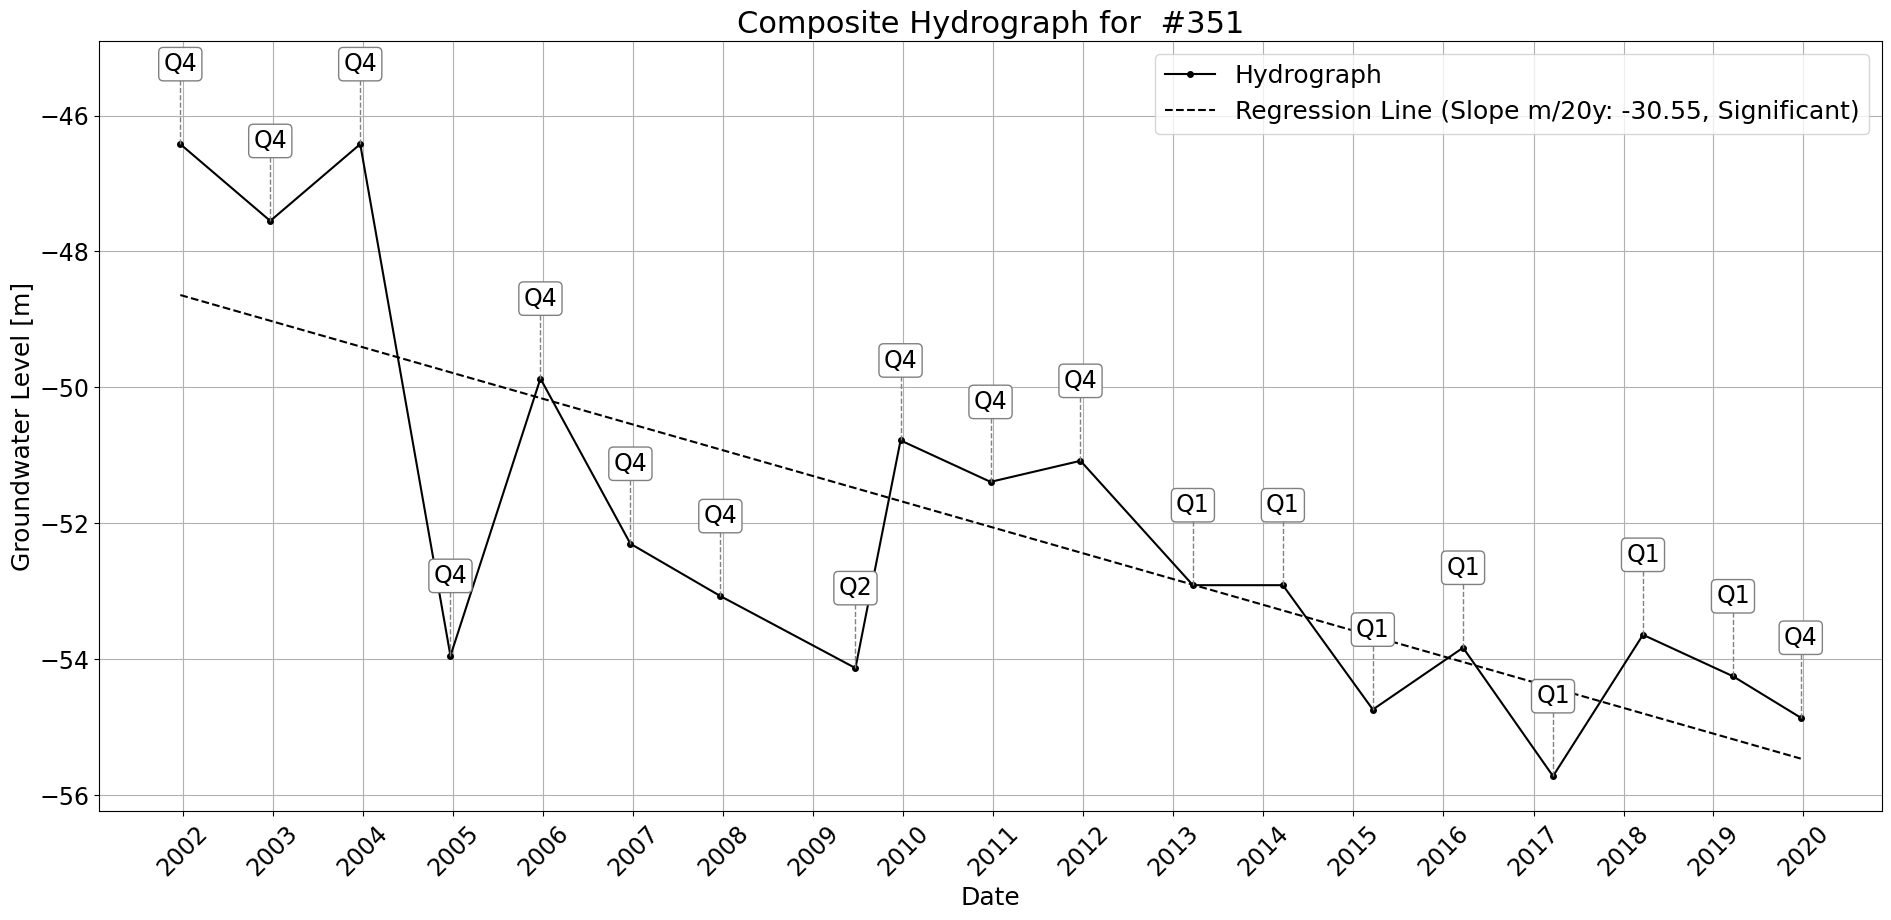 Composite Hydrograph for  #351
Hydrograph
Regression Line (Slope m/20y: -30.55, Significant)
Groundwater Level [m]
−46
−48
−50
−52
−54
−56
Q4
Q4
Q4
Q4
Q4
Q4
Q4
Q2
Q4
Q4
Q4
Q1
Q1
Q1
Q1
Q1
Q1
Q1
Q4
2002
2003
2004
2005
2006
2007
2008
2009
2010
2011
2012
2013
2014
2015
2016
2017
2018
2019
2020
Date